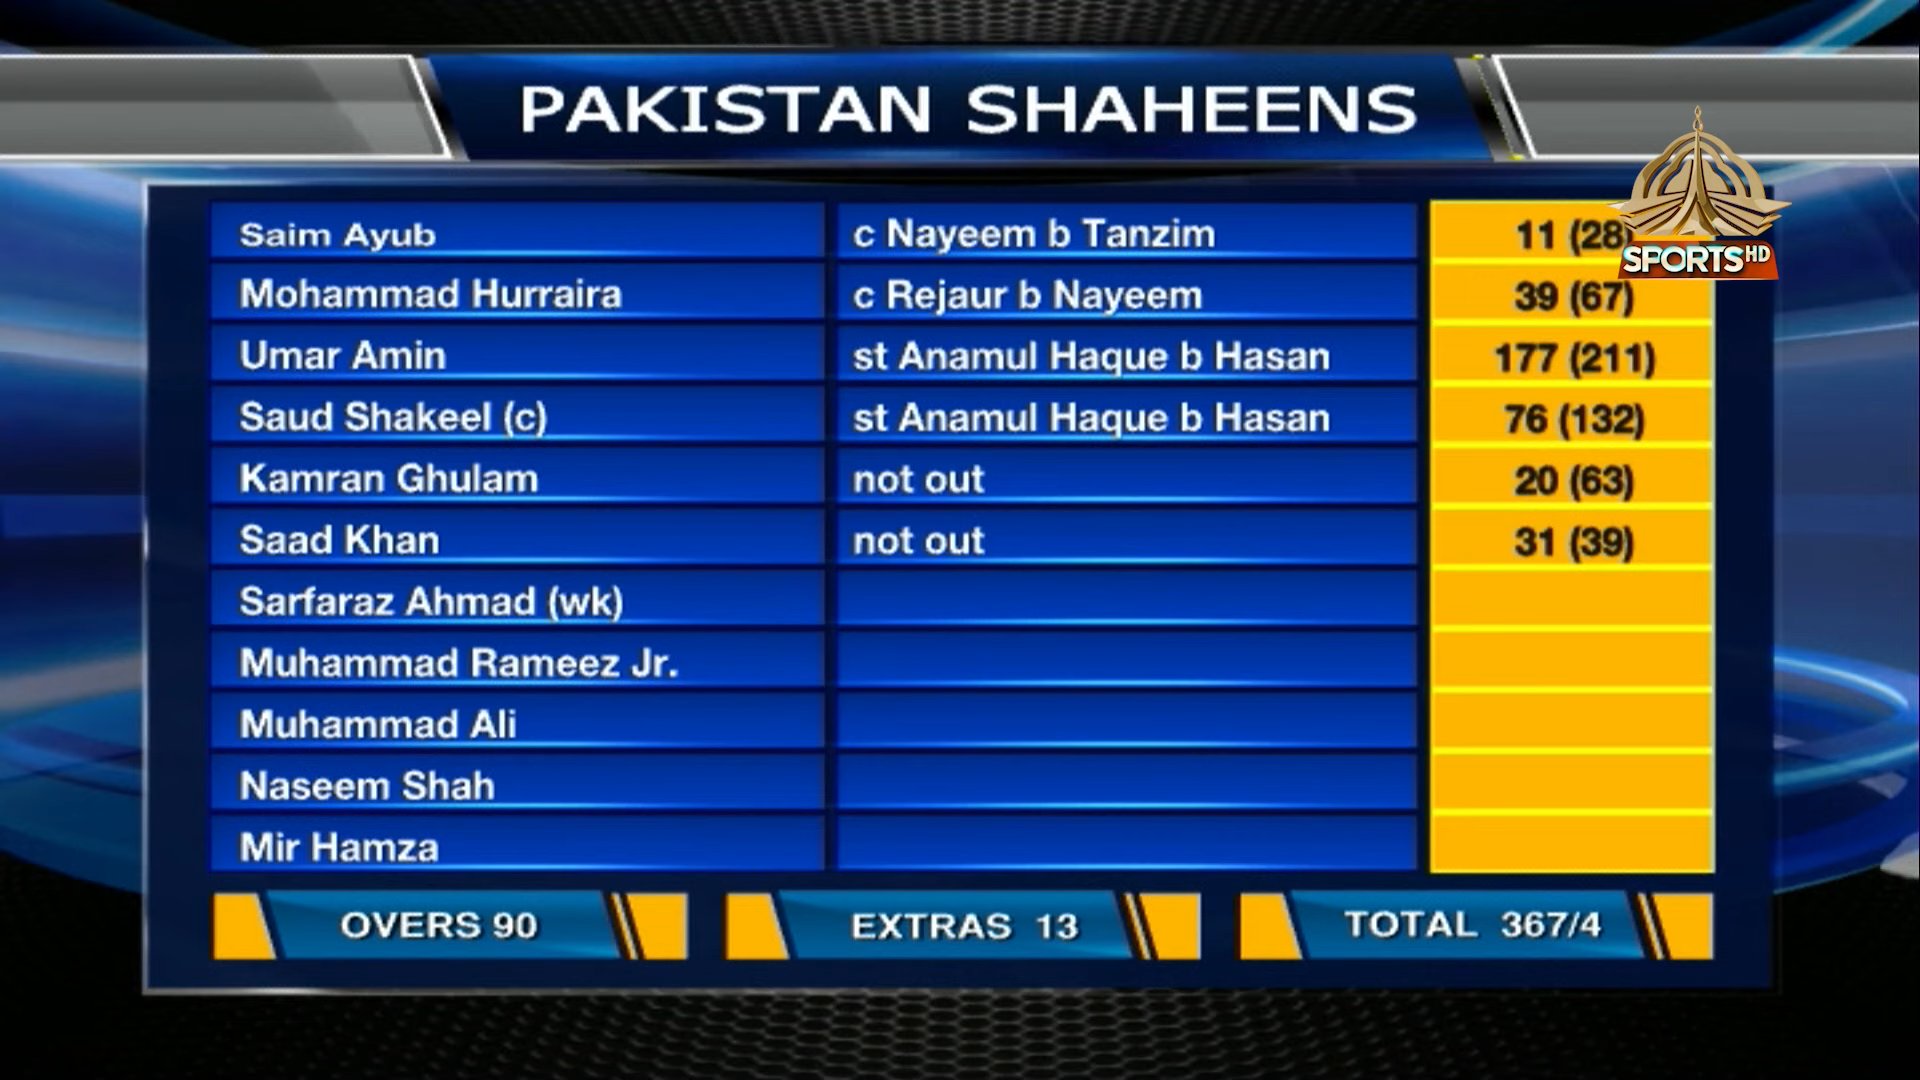 PAKISTAN SHAHEENS
Saim Ayub c Nayeem b Tanzim 11 (28)
Mohammad Hurraira c Rejaur b Nayeem 39 (67)
Umar Amin st Anamul Haque b Hasan 177 (211)
Saud Shakeel (c) st Anamul Haque b Hasan 76 (132)
Kamran Ghulam not out 20 (63)
Saad Khan not out 31 (39)
Sarfaraz Ahmad (wk)
Muhammad Rameez Jr.
Muhammad Ali
Naseem Shah
Mir Hamza
OVERS 90 EXTRAS 13 TOTAL 367/4
SPORTS HD